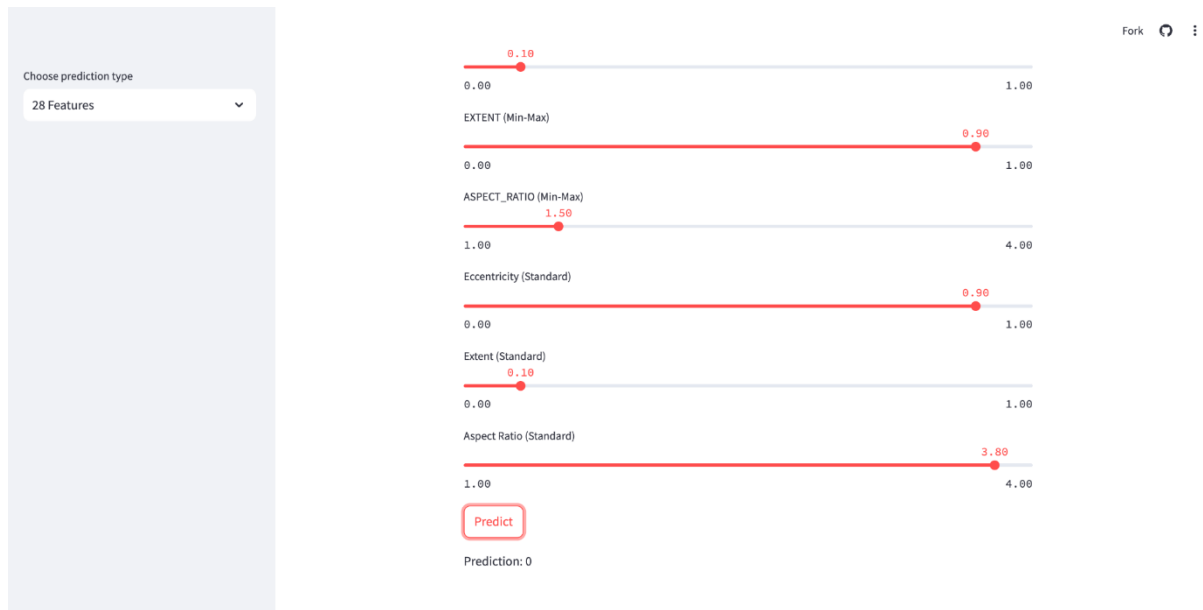 Fork
Choose prediction type
28 Features
0.10
0.00 1.00
EXTENT (Min-Max)
0.90
0.00 1.00
ASPECT_RATIO (Min-Max)
1.50
1.00 4.00
Eccentricity (Standard)
0.90
0.00 1.00
Extent (Standard)
0.10
0.00 1.00
Aspect Ratio (Standard)
3.80
1.00 4.00
Predict
Prediction: 0